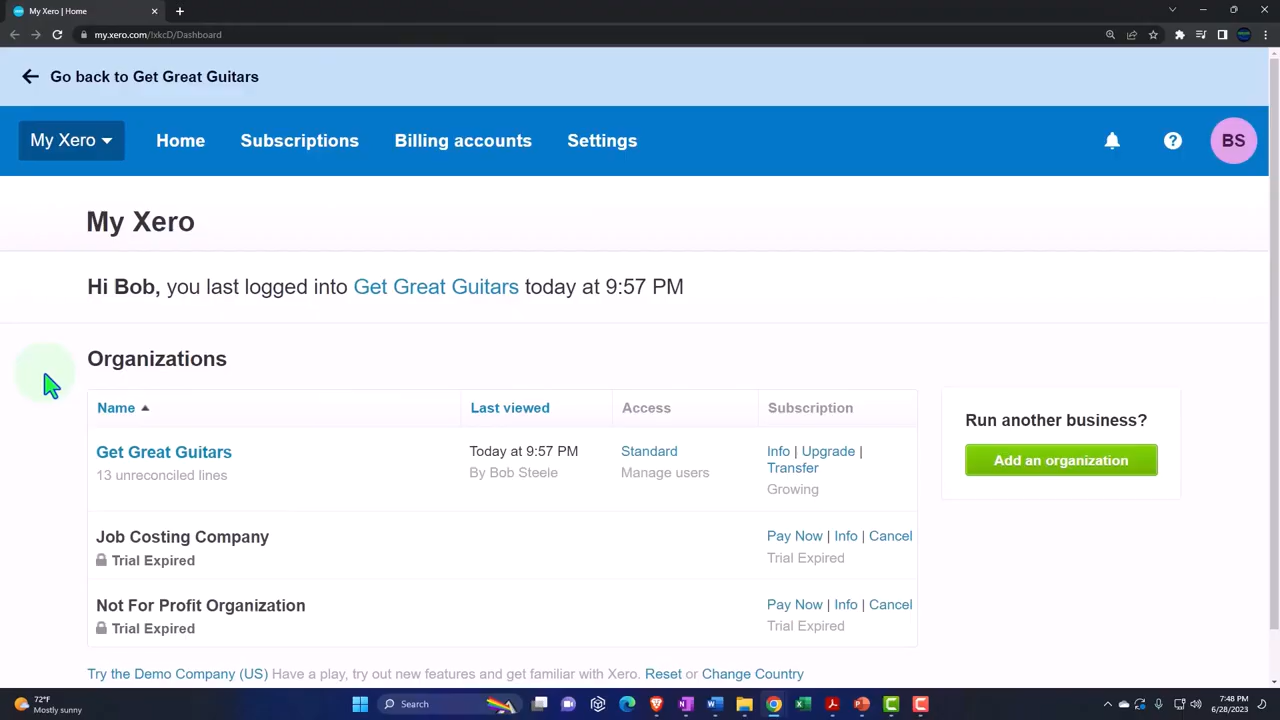 My Xero | Home
my.xero.com/!xkcD/Dashboard
Go back to Get Great Guitars
My Xero
Home
Subscriptions
Billing accounts
Settings
BS
My Xero
Hi Bob, you last logged into Get Great Guitars today at 9:57 PM
Organizations
Name
Last viewed
Access
Subscription
Get Great Guitars
13 unreconciled lines
Today at 9:57 PM
By Bob Steele
Standard
Manage users
Info | Upgrade |
Transfer
Growing
Run another business?
Add an organization
Job Costing Company
Trial Expired
Pay Now | Info | Cancel
Trial Expired
Not For Profit Organization
Trial Expired
Pay Now | Info | Cancel
Trial Expired
Try the Demo Company (US) Have a play, try out new features and get familiar with Xero. Reset or Change Country
72°F
Mostly sunny
Search
7:48 PM
6/28/2023